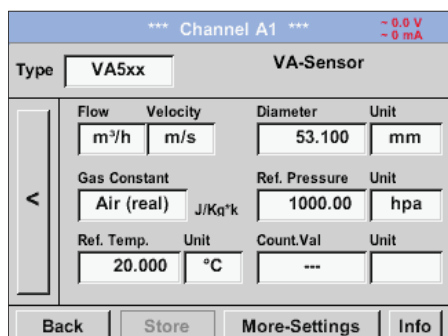 *** Channel A1 *** ~ 0.0 V
~ 0 mA
Type VA5xx VA-Sensor
Flow Velocity Diameter Unit
m³/h m/s 53.100 mm
Gas Constant Ref. Pressure Unit
< Air (real) J/Kg*k 1000.00 hpa
Ref. Temp. Unit Count.Val Unit
20.000 °C ---
Back Store More-Settings Info